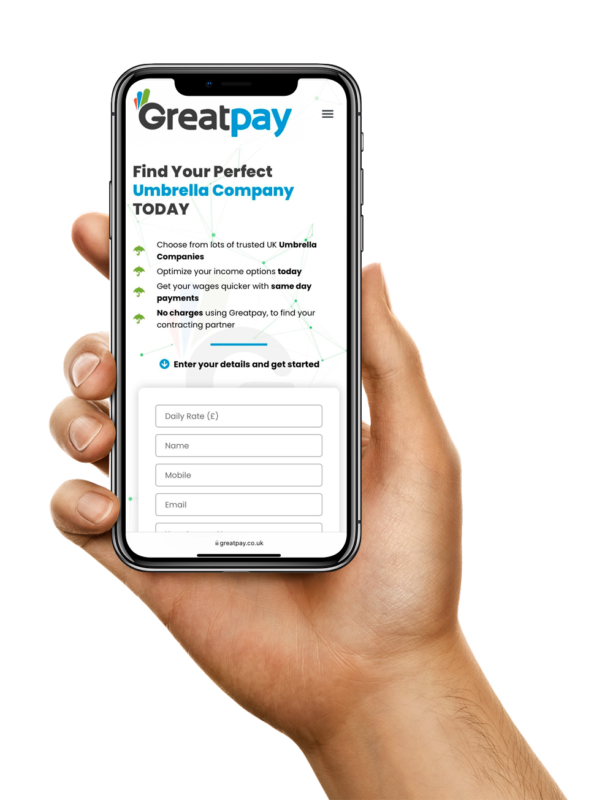 Greatpay
Find Your Perfect
Umbrella Company
TODAY
Choose from lots of trusted UK Umbrella
Companies
Optimize your income options today
Get your wages quicker with same day
payments
No charges using Greatpay, to find your
contracting partner
Enter your details and get started
Daily Rate (£)
Name
Mobile
Email
greatpay.co.uk